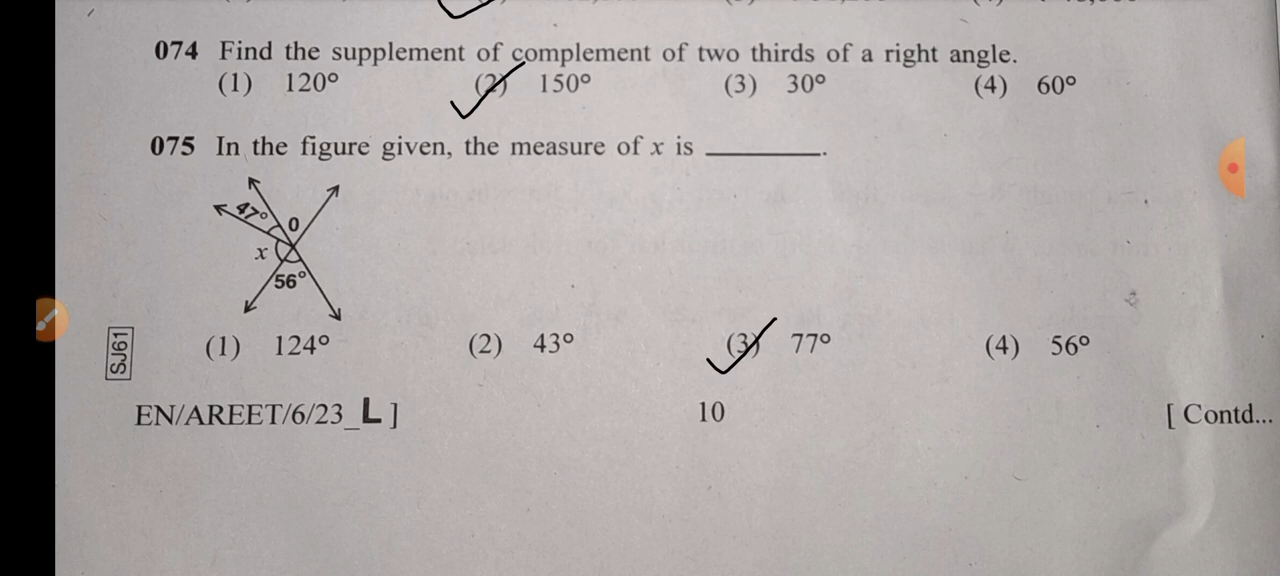 074 Find the supplement of complement of two thirds of a right angle.
(1) 120° (2) 150° (3) 30° (4) 60°
075 In the figure given, the measure of x is ________.
47°
0
x
56°
(1) 124° (2) 43° (3) 77° (4) 56°
SJ61
EN/AREET/6/23_L ] 10 [ Contd...